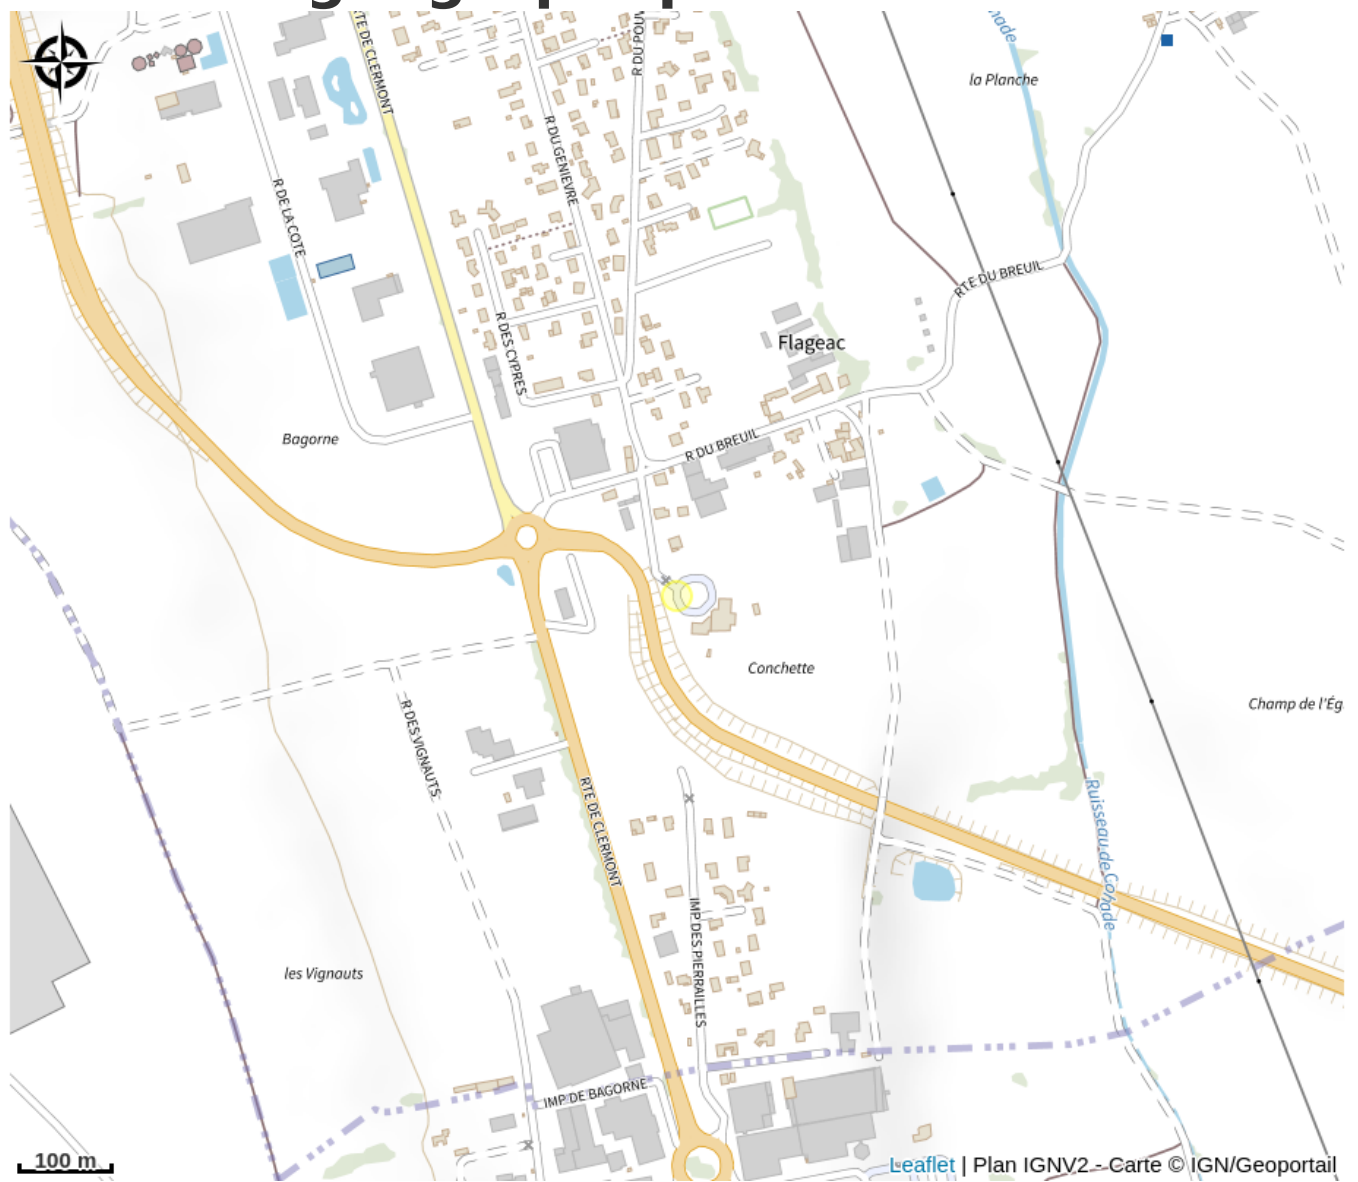 RTE DE CLERMONT
R DU POU
la Planche
R DU GENIEVRE
R DE LA COTE
RTE DU BREUIL
R DES CYPRES
Flageac
Bagorne
R DU BREUIL
Conchette
Champ de l'Ég
R DES VIGNAUTS
RTE DE CLERMONT
Ruisseau de Cohade
IMP DES PIERRAILLES
les Vignauts
IMP DE BAGORNE
100 m
Leaflet | Plan IGNV2 - Carte © IGN/Geoportail